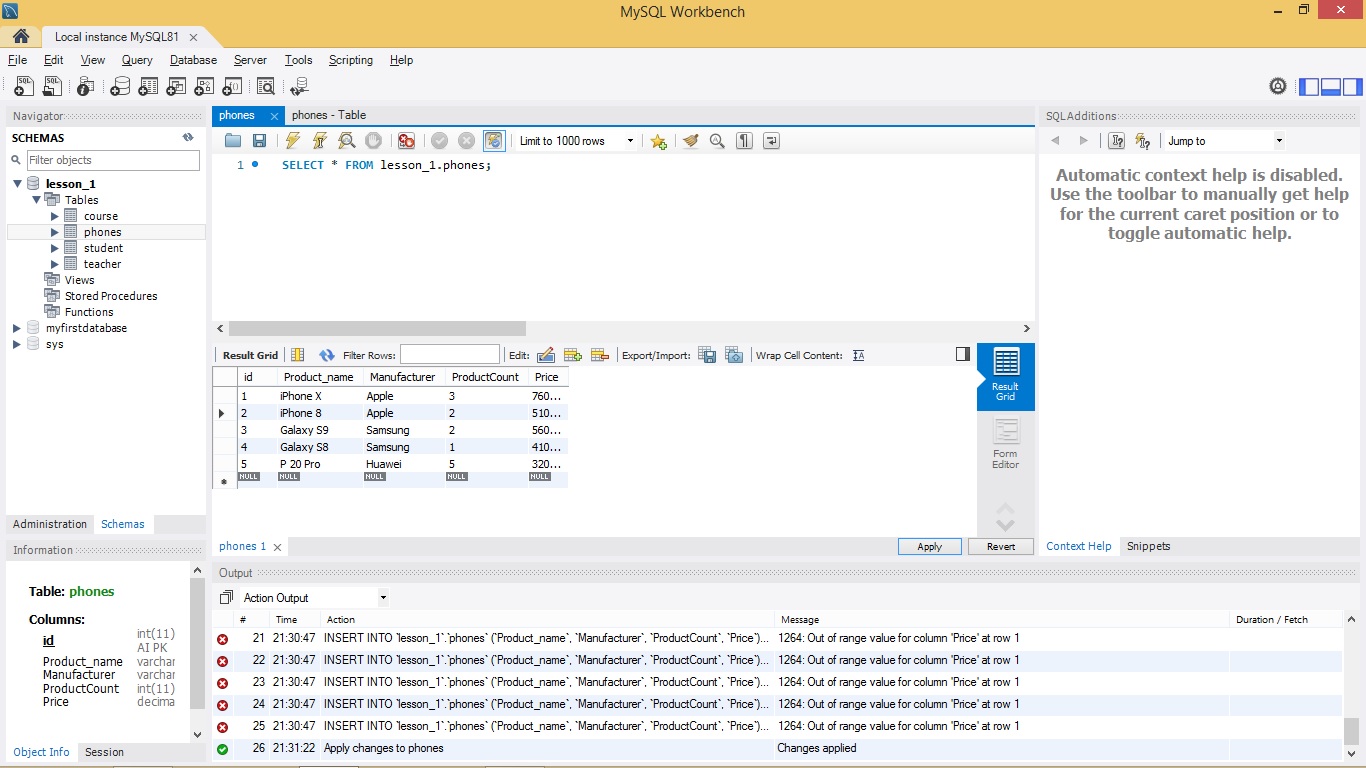 MySQL Workbench
Local instance MySQL81
File Edit View Query Database Server Tools Scripting Help
Navigator
SCHEMAS
Filter objects
lesson_1
Tables
course
phones
student
teacher
Views
Stored Procedures
Functions
myfirstdatabase
sys
Administration Schemas
Information
Table: phones
Columns:
id int(11) AI PK
Product_name varchar
Manufacturer varchar
ProductCount int(11)
Price decima
Object Info Session
phones phones - Table
Limit to 1000 rows
1 SELECT * FROM lesson_1.phones;
Result Grid Filter Rows: Edit: Export/Import: Wrap Cell Content:
id Product_name Manufacturer ProductCount Price
1 iPhone X Apple 3 760...
2 iPhone 8 Apple 2 510...
3 Galaxy S9 Samsung 2 560...
4 Galaxy S8 Samsung 1 410...
5 P 20 Pro Huawei 5 320...
NULL NULL NULL NULL NULL
Result Grid
Form Editor
phones 1 Apply Revert
SQLAdditions
Jump to
Automatic context help is disabled.
Use the toolbar to manually get help
for the current caret position or to
toggle automatic help.
Context Help Snippets
Output
Action Output
# Time Action Message Duration / Fetch
21 21:30:47 INSERT INTO `lesson_1`.`phones` (`Product_name`, `Manufacturer`, `ProductCount`, `Price`)... 1264: Out of range value for column 'Price' at row 1
22 21:30:47 INSERT INTO `lesson_1`.`phones` (`Product_name`, `Manufacturer`, `ProductCount`, `Price`)... 1264: Out of range value for column 'Price' at row 1
23 21:30:47 INSERT INTO `lesson_1`.`phones` (`Product_name`, `Manufacturer`, `ProductCount`, `Price`)... 1264: Out of range value for column 'Price' at row 1
24 21:30:47 INSERT INTO `lesson_1`.`phones` (`Product_name`, `Manufacturer`, `ProductCount`, `Price`)... 1264: Out of range value for column 'Price' at row 1
25 21:30:47 INSERT INTO `lesson_1`.`phones` (`Product_name`, `Manufacturer`, `ProductCount`, `Price`)... 1264: Out of range value for column 'Price' at row 1
26 21:31:22 Apply changes to phones Changes applied